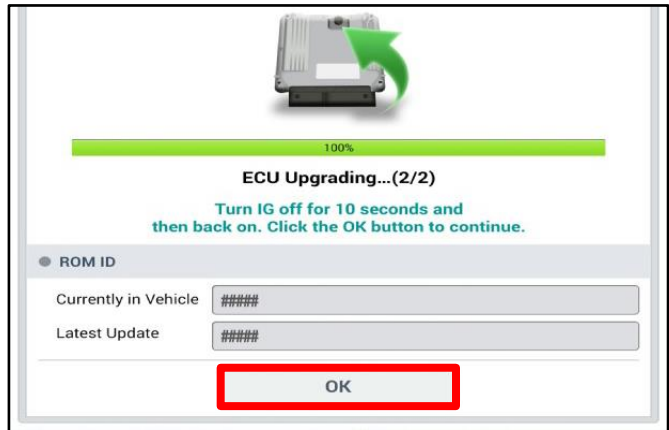 100%
ECU Upgrading...(2/2)
Turn IG off for 10 seconds and
then back on. Click the OK button to continue.
ROM ID
Currently in Vehicle #####
Latest Update #####
OK